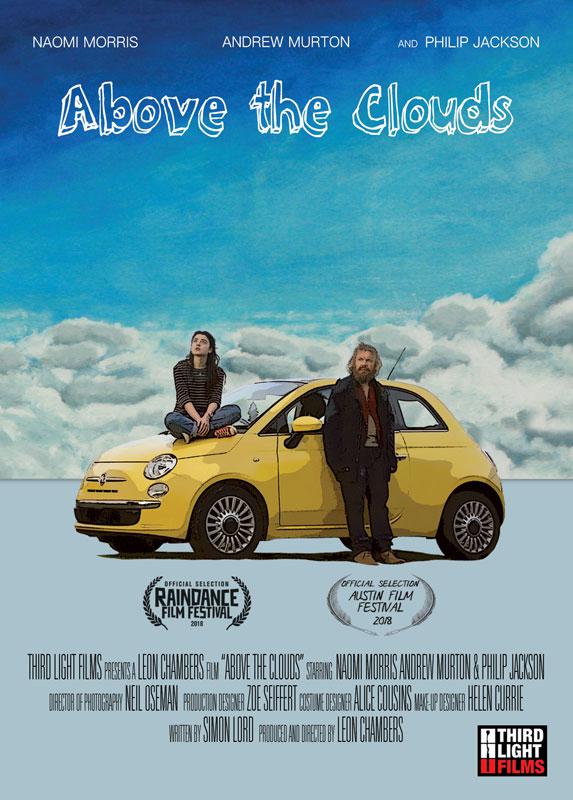 NAOMI MORRIS ANDREW MURTON AND PHILIP JACKSON
Above the Clouds
OFFICIAL SELECTION
RAINDANCE
FILM FESTIVAL
2018
OFFICIAL SELECTION
AUSTIN FILM
FESTIVAL
2018
THIRD LIGHT FILMS PRESENTS A LEON CHAMBERS FILM "ABOVE THE CLOUDS" STARRING NAOMI MORRIS ANDREW MURTON & PHILIP JACKSON
DIRECTOR OF PHOTOGRAPHY NEIL OSEMAN PRODUCTION DESIGNER ZOE SEIFFERT COSTUME DESIGNER ALICE COUSINS MAKE-UP DESIGNER HELEN CURRIE
WRITTEN BY SIMON LORD PRODUCED AND DIRECTED BY LEON CHAMBERS
THIRD
LIGHT
FILMS